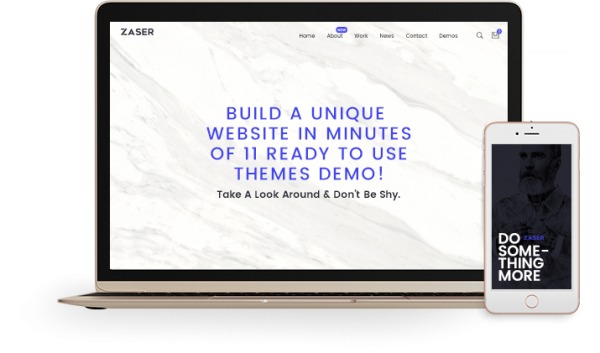 ZASER
Home About NEW Work News Contact Demos
BUILD A UNIQUE
WEBSITE IN MINUTES
OF 11 READY TO USE
THEMES DEMO!
Take A Look Around & Don't Be Shy.
DO ZASER
SOME-
THING
MORE